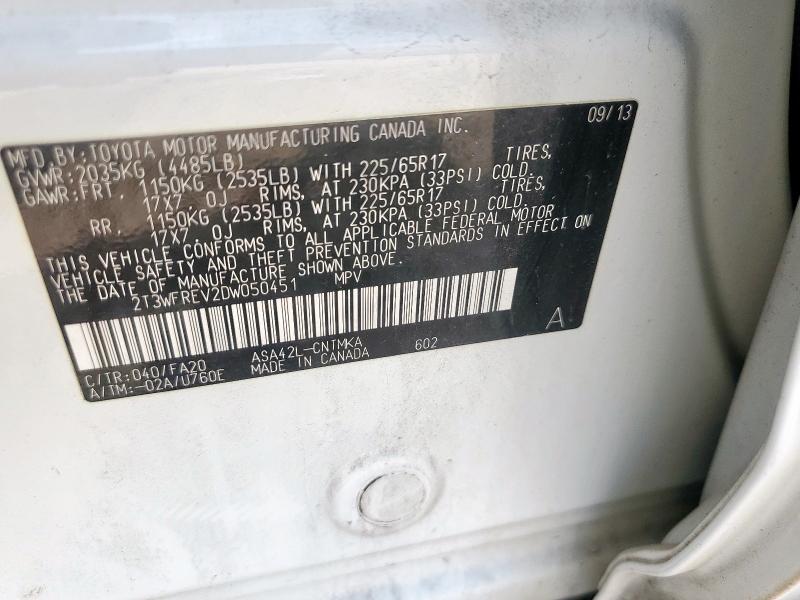 09/13
MFD.BY:TOYOTA MOTOR MANUFACTURING CANADA INC.
GVWR:2035KG (4485LB)
GAWR:FRT. 1150KG (2535LB) WITH 225/65R17 TIRES,
17X7 0J RIMS, AT 230KPA (33PSI) COLD.
RR. 1150KG (2535LB) WITH 225/65R17 TIRES,
17X7 0J RIMS, AT 230KPA (33PSI) COLD.
THIS VEHICLE CONFORMS TO ALL APPLICABLE FEDERAL MOTOR
VEHICLE SAFETY AND THEFT PREVENTION STANDARDS IN EFFECT ON
THE DATE OF MANUFACTURE SHOWN ABOVE.
2T3WFREV2DW050451 MPV
C/TR:040/FA20 ASA42L-CNTMKA 602
A/TM:-02A/U760E MADE IN CANADA
A